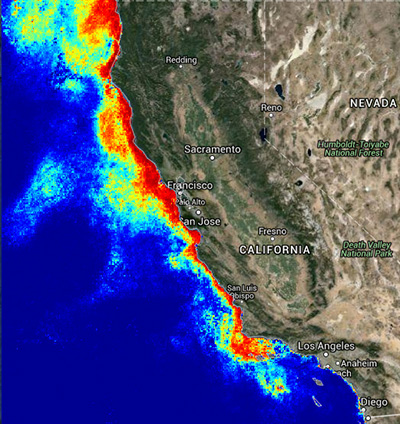 Redding
Reno
NEVADA
Humboldt-Toiyabe
National Forest
Sacramento
Francisco
Palo Alto
San Jose
Fresno
CALIFORNIA
Death Valley
National Park
San Luis
Obispo
Los Angeles
Anaheim
ach
Diego